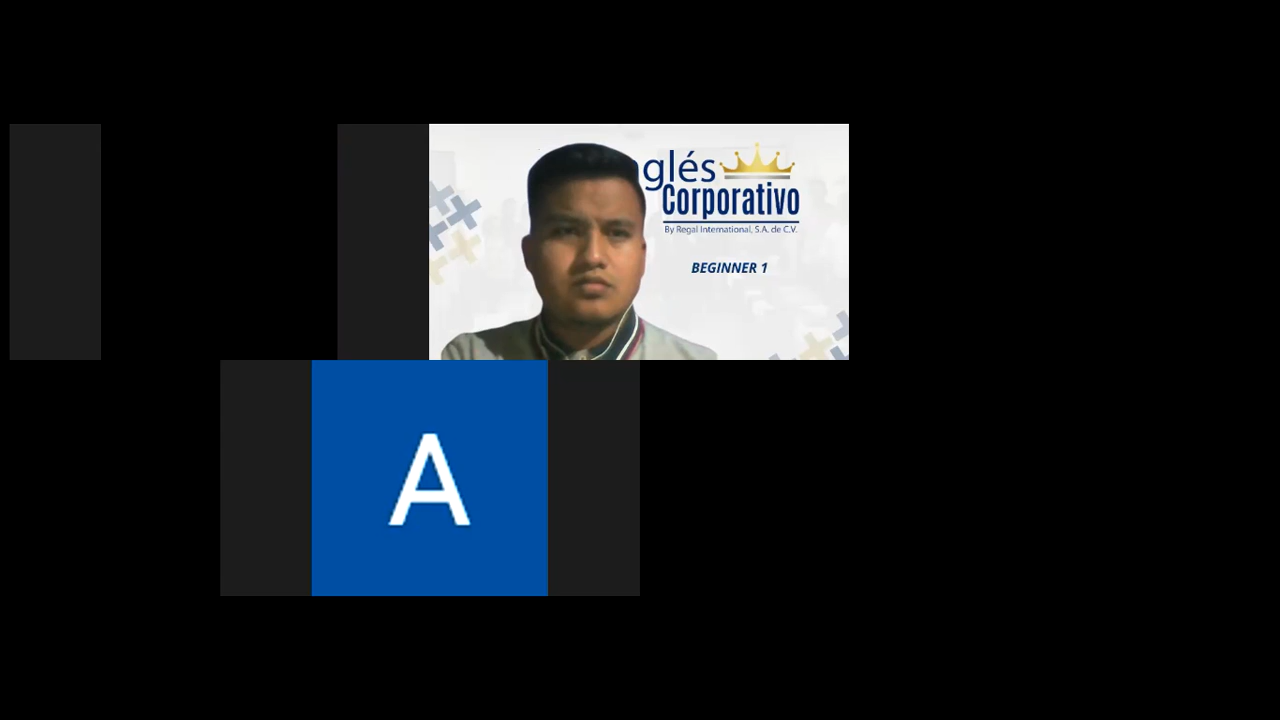 glés
Corporativo
By Regal International, S.A. de C.V.
BEGINNER 1
A